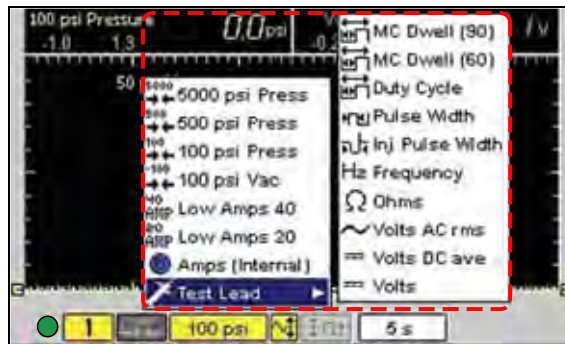 100 psi Pressure
-1.0 1.3
0.0 psi
50
5000 psi Press
500 psi Press
100 psi Press
100 psi Vac
Low Amps 40
Low Amps 20
Amps (Internal)
Test Lead
MC Dwell (90)
MC Dwell (60)
Duty Cycle
Pulse Width
Inj Pulse Width
Hz Frequency
Ω Ohms
Volts AC rms
Volts DC ave
Volts
1 100 psi 5 s